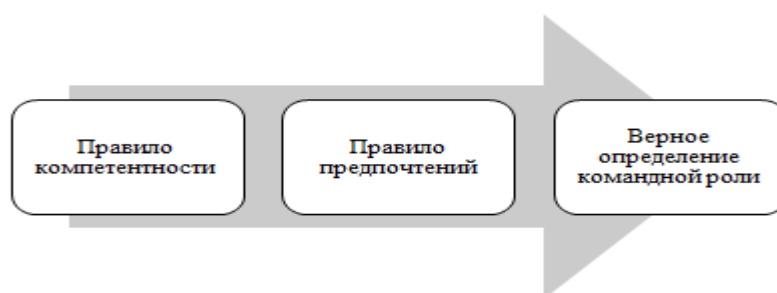 Правило
компетентности
Правило
предпочтений
Верное
определение
командной роли